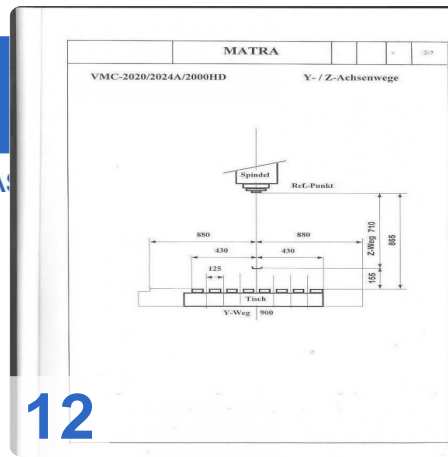 MATRA
2/7
VMC-2020/2024A/2000HD Y- / Z-Achsenwege
Spindel
Ref.-Punkt
880 880
430 430
Z-Weg 710
865
125
155
Tisch
Y-Weg 900
12